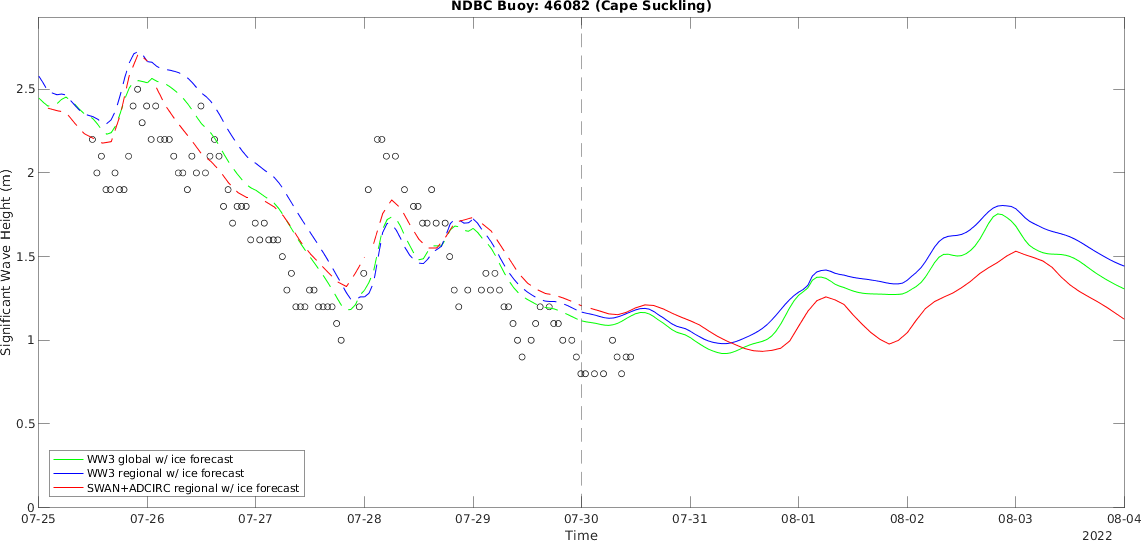 NDBC Buoy: 46082 (Cape Suckling)
Significant Wave Height (m)
2.5
2
1.5
1
0.5
0
WW3 global w/ ice forecast
WW3 regional w/ ice forecast
SWAN+ADCIRC regional w/ ice forecast
07-25 07-26 07-27 07-28 07-29 07-30 07-31 08-01 08-02 08-03 08-04
Time
2022